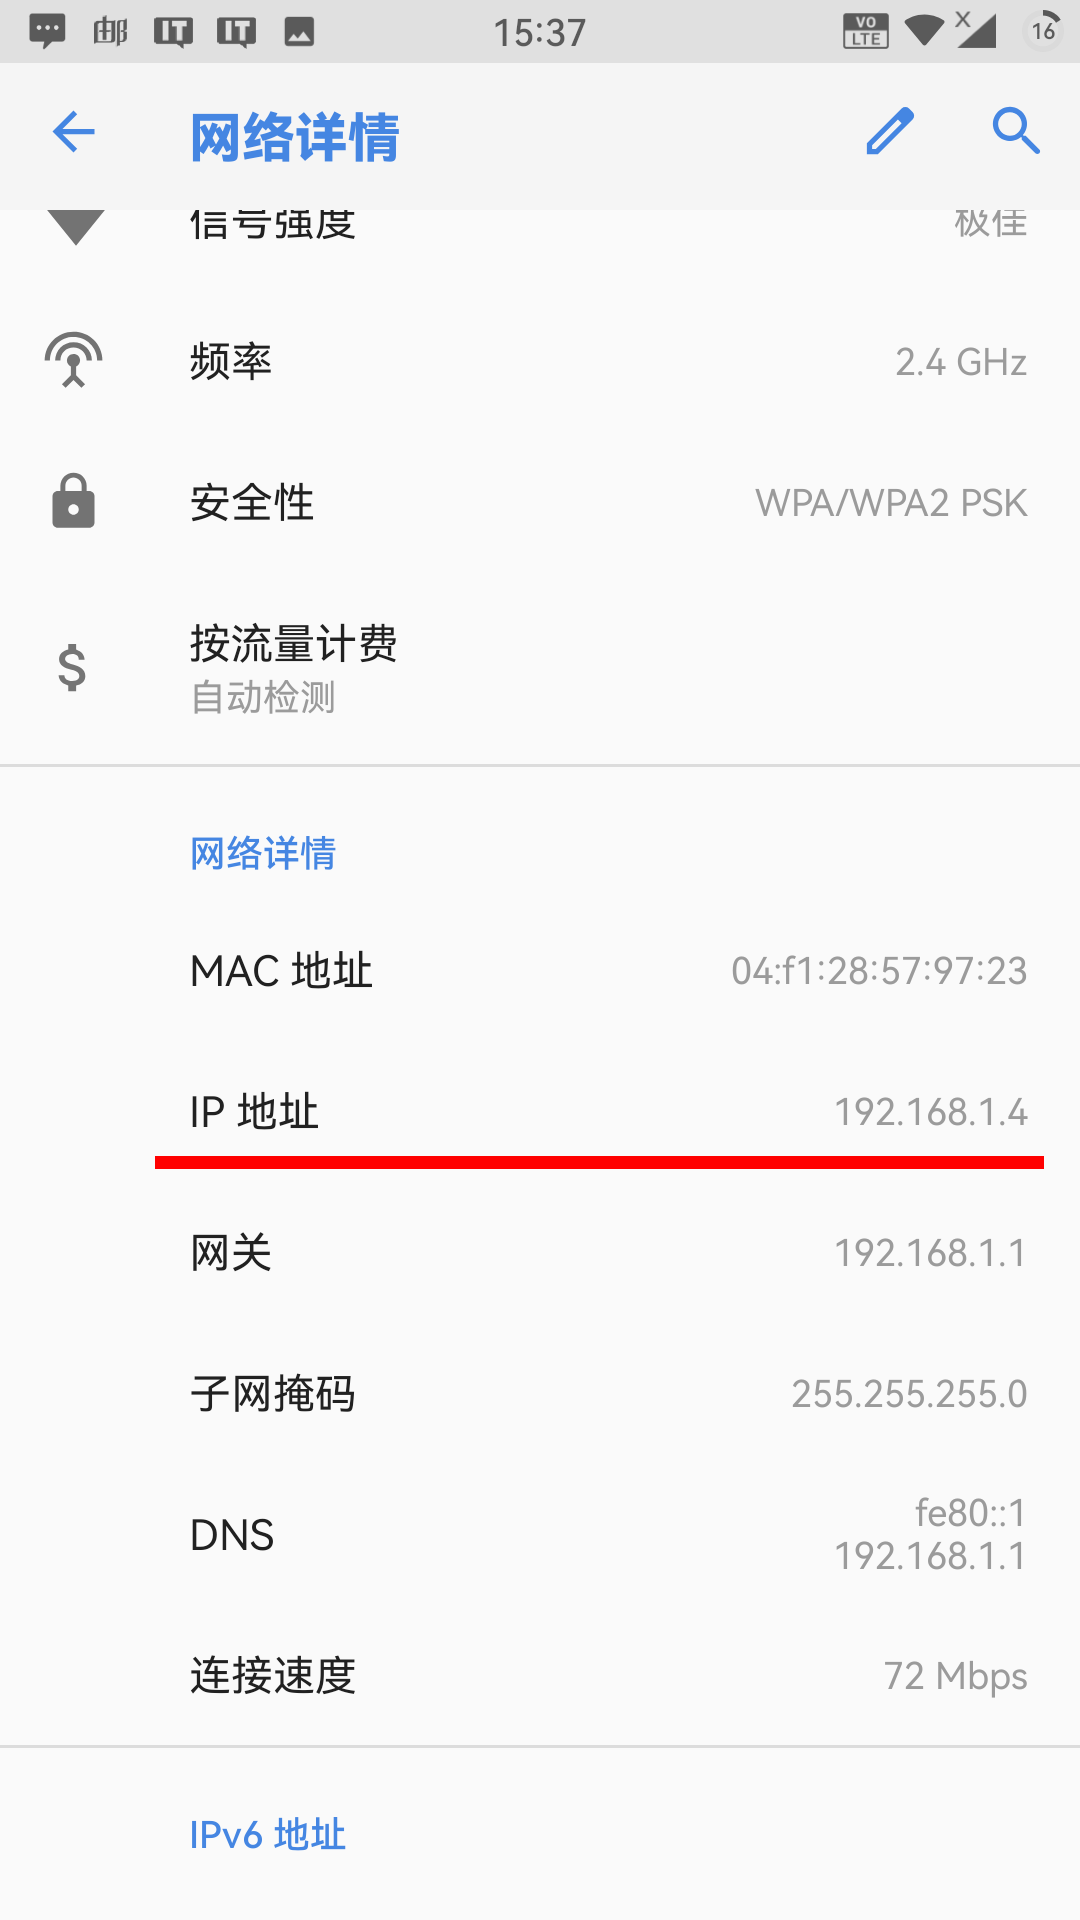 邮 IT IT 15:37 VO LTE X 16
网络详情
信号强度 极佳
频率 2.4 GHz
安全性 WPA/WPA2 PSK
按流量计费
自动检测
网络详情
MAC 地址 04:f1:28:57:97:23
IP 地址 192.168.1.4
网关 192.168.1.1
子网掩码 255.255.255.0
DNS fe80::1
192.168.1.1
连接速度 72 Mbps
IPv6 地址